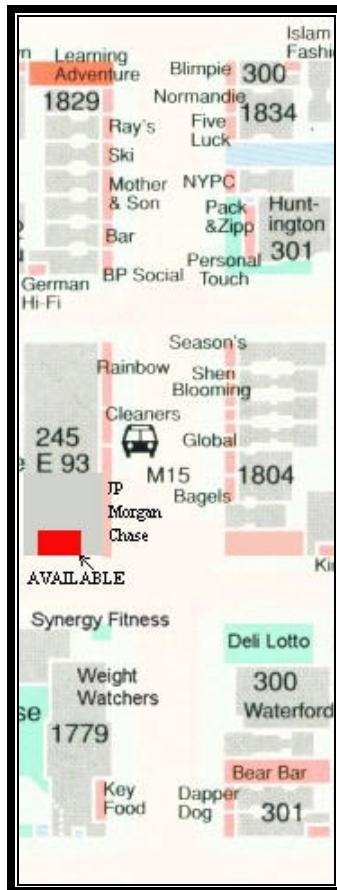 Islam
Fashi
Learning
Adventure
Blimpie 300
1829
Normandie
1834
Ray's
Five
Luck
Ski
Mother
& Son
NYPC
Pack
&Zipp
Hunt-
ington
301
Bar
BP Social
Personal
Touch
German
Hi-Fi
Season's
Rainbow
Shen
Blooming
Cleaners
245
E 93
Global
M15
1804
Bagels
JP
Morgan
Chase
AVAILABLE
Ki
Synergy Fitness
Deli Lotto
Weight
Watchers
300
Waterford
se
1779
Bear Bar
Key
Food
Dapper
Dog
301